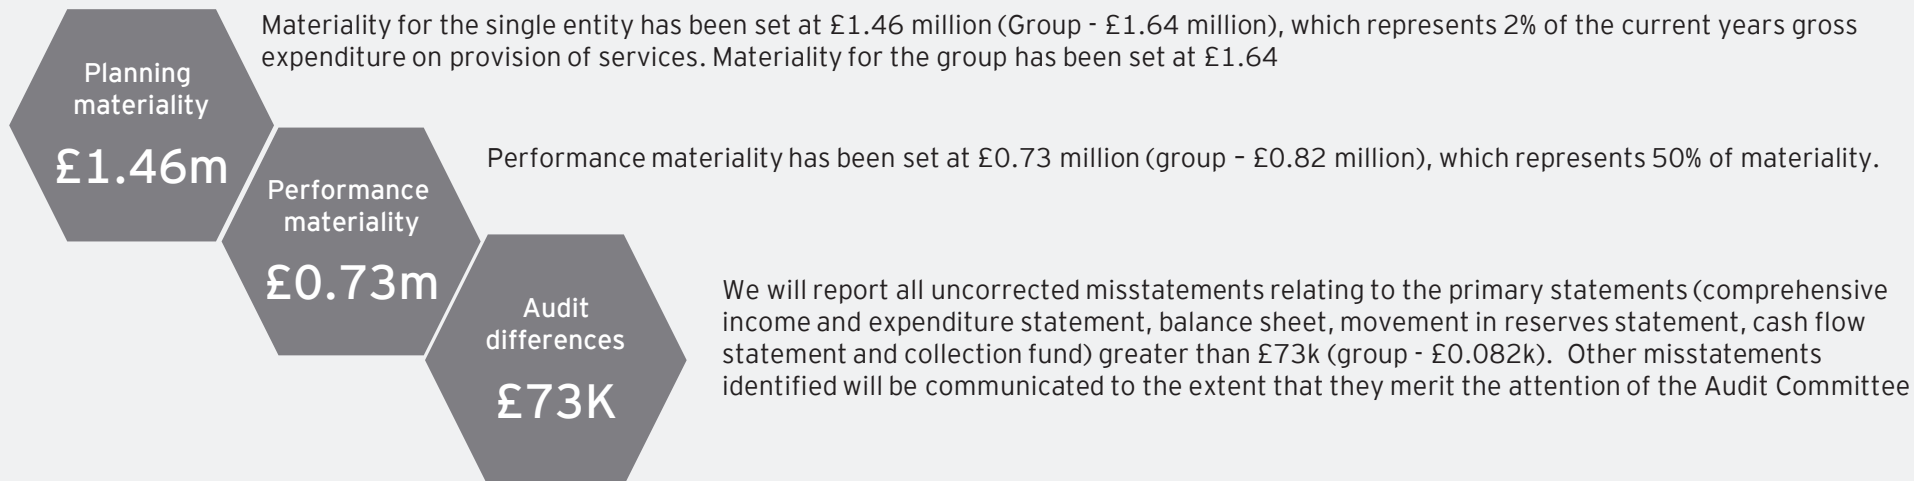 Planning
materiality
£1.46m
Materiality for the single entity has been set at £1.46 million (Group - £1.64 million), which represents 2% of the current years gross
expenditure on provision of services. Materiality for the group has been set at £1.64
Performance
materiality
£0.73m
Performance materiality has been set at £0.73 million (group – £0.82 million), which represents 50% of materiality.
Audit
differences
£73K
We will report all uncorrected misstatements relating to the primary statements (comprehensive
income and expenditure statement, balance sheet, movement in reserves statement, cash flow
statement and collection fund) greater than £73k (group - £0.082k). Other misstatements
identified will be communicated to the extent that they merit the attention of the Audit Committee